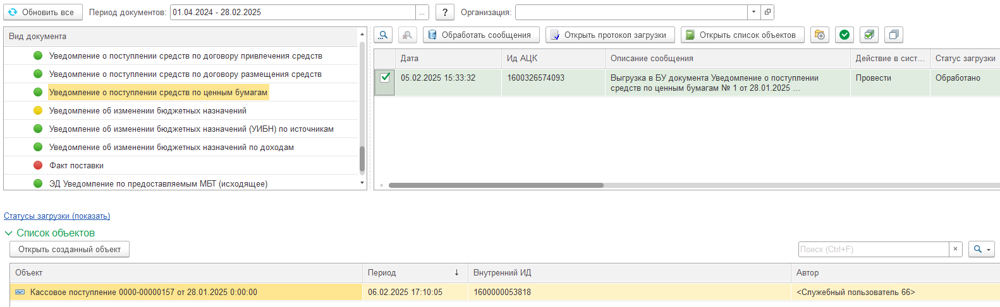 Обновить все
Период документов:
01.04.2024 - 28.02.2025
...
?
Организация:
Вид документа
Уведомление о поступлении средств по договору привлечения средств
Уведомление о поступлении средств по договору размещения средств
Уведомление о поступлении средств по ценным бумагам
Уведомление об изменении бюджетных назначений
Уведомление об изменении бюджетных назначений (УИБН) по источникам
Уведомление об изменении бюджетных назначений по доходам
Факт поставки
ЭД Уведомление по предоставляемым МБТ (исходящее)
Обработать сообщения
Открыть протокол загрузки
Открыть список объектов
Дата
Ид АЦК
Описание сообщения
Действие в сист...
Статус загрузки
05.02.2025 15:33:32
1600326574093
Выгрузка в БУ документа Уведомление о поступлении
средств по ценным бумагам № 1 от 28.01.2025 ...
Провести
Обработано
Статусы загрузки (показать)
Список объектов
Открыть созданный объект
Поиск (Ctrl+F)
×
Объект
Период
↓
Внутренний ИД
Автор
Кассовое поступление 0000-00000157 от 28.01.2025 0:00:00
06.02.2025 17:10:05
1600000053818
<Служебный пользователь 66>